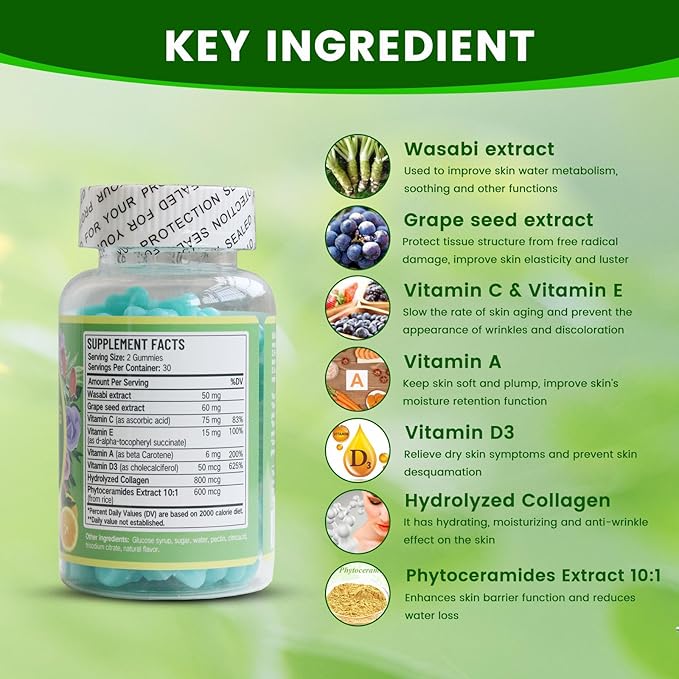 KEY INGREDIENT
Wasabi extract
Used to improve skin water metabolism,
soothing and other functions
Grape seed extract
Protect tissue structure from free radical
damage, improve skin elasticity and luster
Vitamin C & Vitamin E
Slow the rate of skin aging and prevent the
appearance of wrinkles and discoloration
A
Vitamin A
Keep skin soft and plump, improve skin's
moisture retention function
D3
Vitamin D3
Relieve dry skin symptoms and prevent skin
desquamation
Hydrolyzed Collagen
It has hydrating, moisturizing and anti-wrinkle
effect on the skin
Phytoceramides Extract 10:1
Enhances skin barrier function and reduces
water loss
SEALED FOR YOUR PROTECTION
SUPPLEMENT FACTS
Serving Size: 2 Gummies
Servings Per Container: 30
Amount Per Serving %DV
Wasabi extract 50 mg
Grape seed extract 60 mg
Vitamin C (as ascorbic acid) 75 mg 83%
Vitamin E 15 mg 100%
(as d-alpha-tocopheryl succinate)
Vitamin A (as beta Carotene) 6 mg 200%
Vitamin D3 (as cholecalciferol) 50 mcg 625%
Hydrolyzed Collagen 800 mcg
Phytoceramides Extract 10:1 600 mcg
(from rice)
*Percent Daily Values (DV) are based on 2000 calorie diet.
**Daily value not established.
Other Ingredients: Glucose syrup, sugar, water, pectin, citric acid,
trisodium citrate, natural flavor.